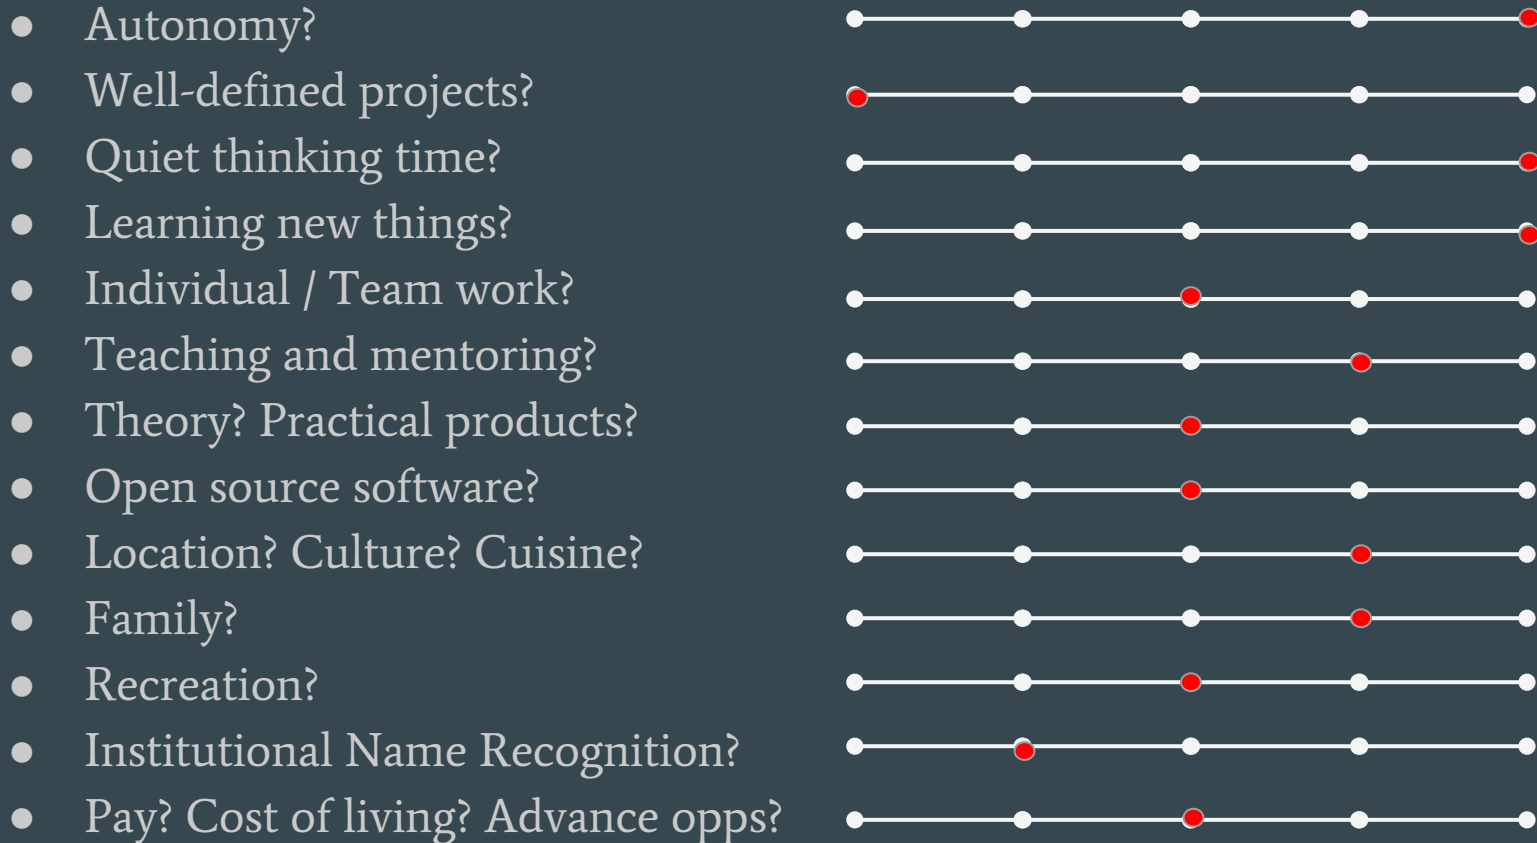 ● Autonomy?
● Well-defined projects?
● Quiet thinking time?
● Learning new things?
● Individual / Team work?
● Teaching and mentoring?
● Theory? Practical products?
● Open source software?
● Location? Culture? Cuisine?
● Family?
● Recreation?
● Institutional Name Recognition?
● Pay? Cost of living? Advance opps?